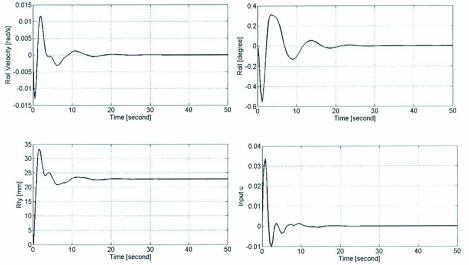 0.015
0.01
0.005
0
-0.005
-0.01
-0.015
0 10 20 30 40 50
Time [second]
Roll Velocity [rad/s]
0.4
0.2
0
-0.2
-0.4
-0.6
0 10 20 30 40 50
Time [second]
Roll [degree]
35
30
25
20
15
10
5
0
0 10 20 30 40 50
Time [second]
Rty [mm]
0.04
0.03
0.02
0.01
0
-0.01
0 10 20 30 40 50
Time [second]
Input u